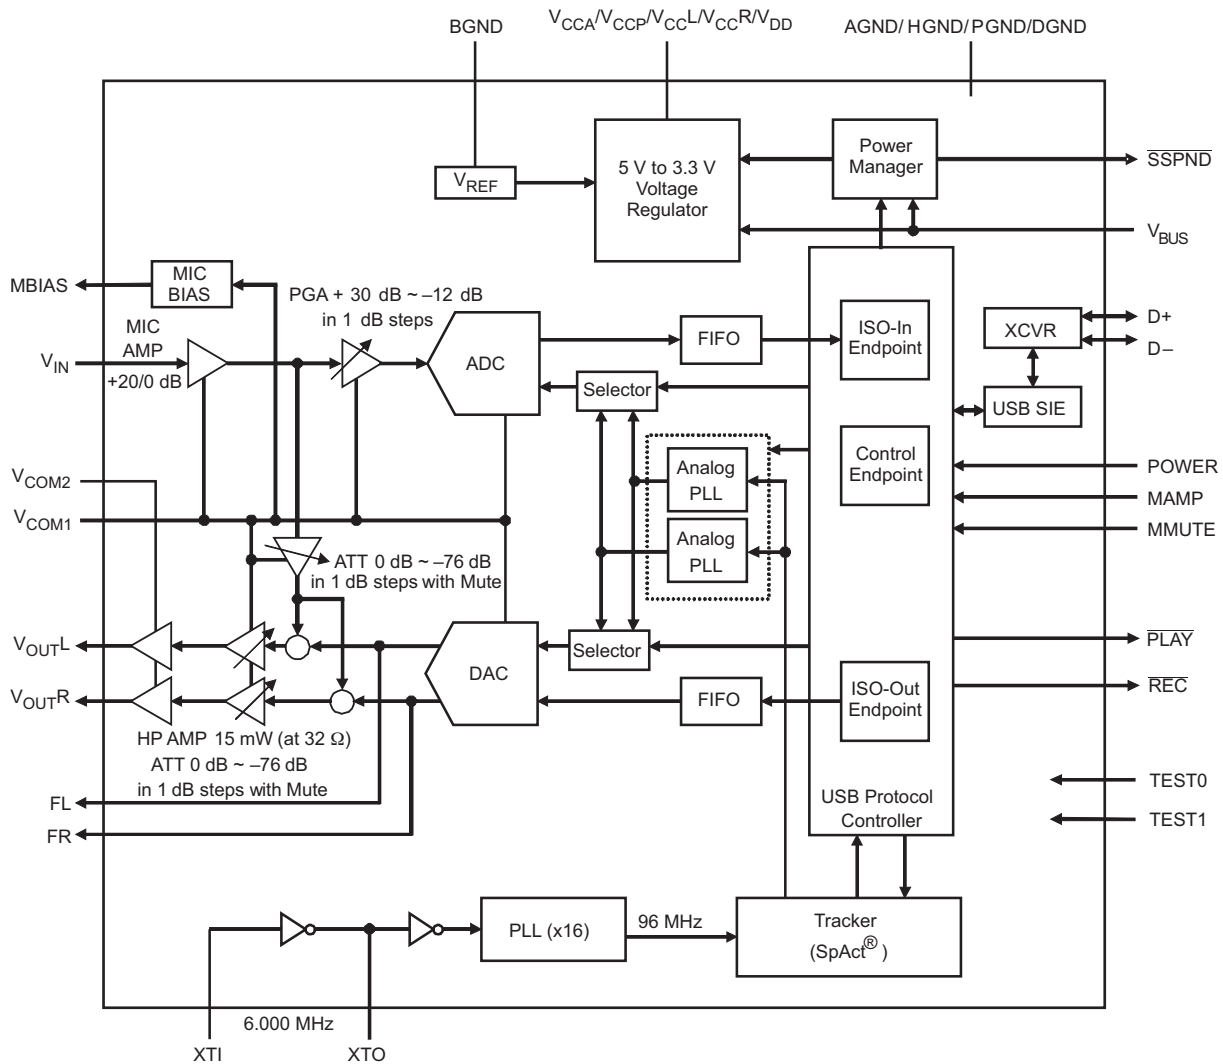 BGND
VCCA/VCCP/VCCL/VCCR/VDD
AGND/ HGND/ PGND/DGND
VREF
5 V to 3.3 V
Voltage
Regulator
Power
Manager
SSPND
VBUS
MBIAS
MIC
BIAS
PGA + 30 dB ~ –12 dB
in 1 dB steps
MIC
AMP
VIN
+20/0 dB
ADC
FIFO
ISO-In
Endpoint
XCVR
D+
D–
Selector
USB SIE
VCOM2
VCOM1
Analog
PLL
Analog
PLL
Control
Endpoint
POWER
MAMP
MMUTE
ATT 0 dB ~ –76 dB
in 1 dB steps with Mute
VOUTL
VOUTR
DAC
Selector
FIFO
ISO-Out
Endpoint
PLAY
REC
HP AMP 15 mW (at 32 Ω)
ATT 0 dB ~ –76 dB
in 1 dB steps with Mute
FL
FR
USB Protocol
Controller
TEST0
TEST1
PLL (x16)
96 MHz
Tracker
(SpAct® )
6.000 MHz
XTI
XTO